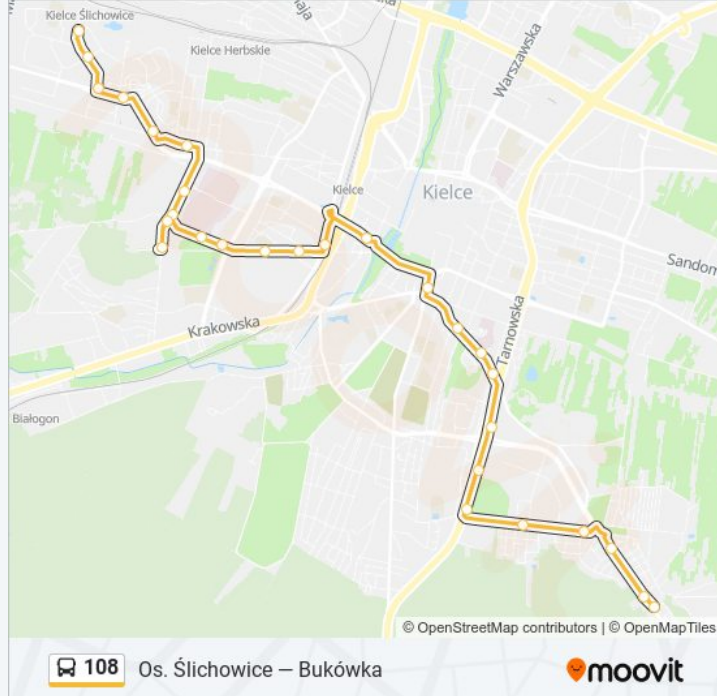 Kielce Ślichowice
Kielce Herbskie
Warszawska
Kielce
Kielce
Sandom
Krakowska
Tarnowska
Białogon
© OpenStreetMap contributors | © OpenMapTiles
108 Os. Ślichowice — Bukówka
moovit